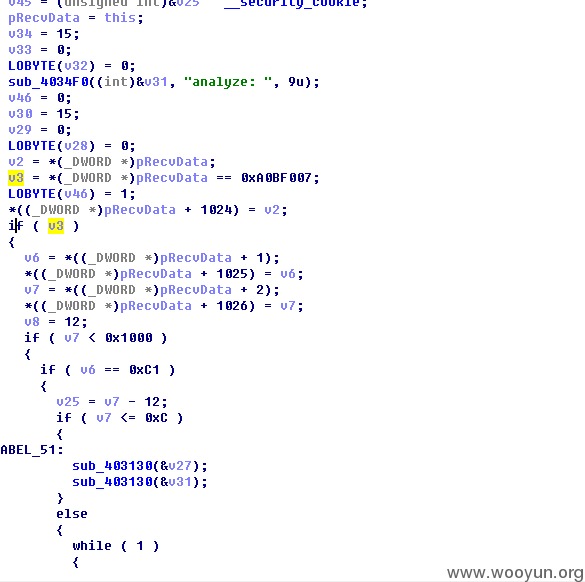 v45 = (unsigned int)&v25 __security_cookie;
pRecvData = this;
v34 = 15;
v33 = 0;
LOBYTE(v32) = 0;
sub_4034F0((int)&v31, "analyze: ", 9u);
v46 = 0;
v30 = 15;
v29 = 0;
LOBYTE(v28) = 0;
v2 = *(_DWORD *)pRecvData;
v3 = *(_DWORD *)pRecvData == 0xA0BF007;
LOBYTE(v46) = 1;
*((_DWORD *)pRecvData + 1024) = v2;
if ( v3 )
{
v6 = *((_DWORD *)pRecvData + 1);
*((_DWORD *)pRecvData + 1025) = v6;
v7 = *((_DWORD *)pRecvData + 2);
*((_DWORD *)pRecvData + 1026) = v7;
v8 = 12;
if ( v7 < 0x1000 )
{
if ( v6 == 0xC1 )
{
v25 = v7 - 12;
if ( v7 <= 0xC )
{
ABEL_51:
sub_403130(&v27);
sub_403130(&v31);
}
else
{
while ( 1 )
{
www.wooyun.org